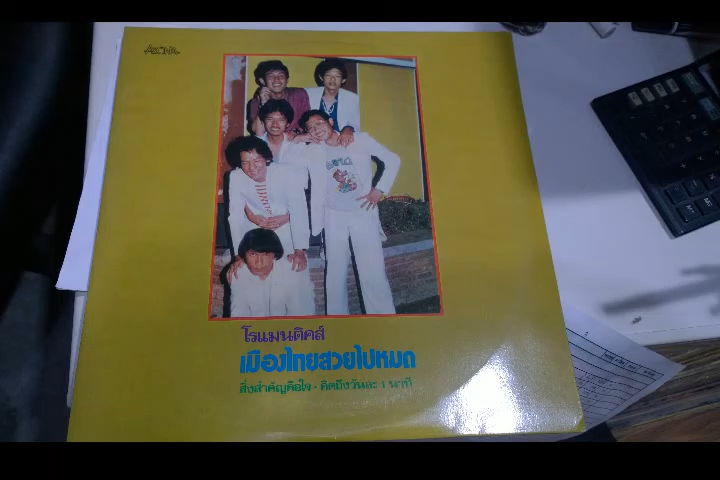 โรแมนติคส์
เมืองไทยสวยไปหมด
สิ่งสำคัญคือใจ • คิดถึงวันละ 1 นาที